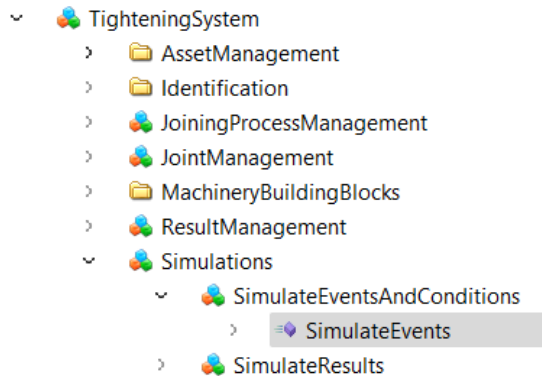 TighteningSystem
AssetManagement
Identification
JoiningProcessManagement
JointManagement
MachineryBuildingBlocks
ResultManagement
Simulations
SimulateEventsAndConditions
SimulateEvents
SimulateResults